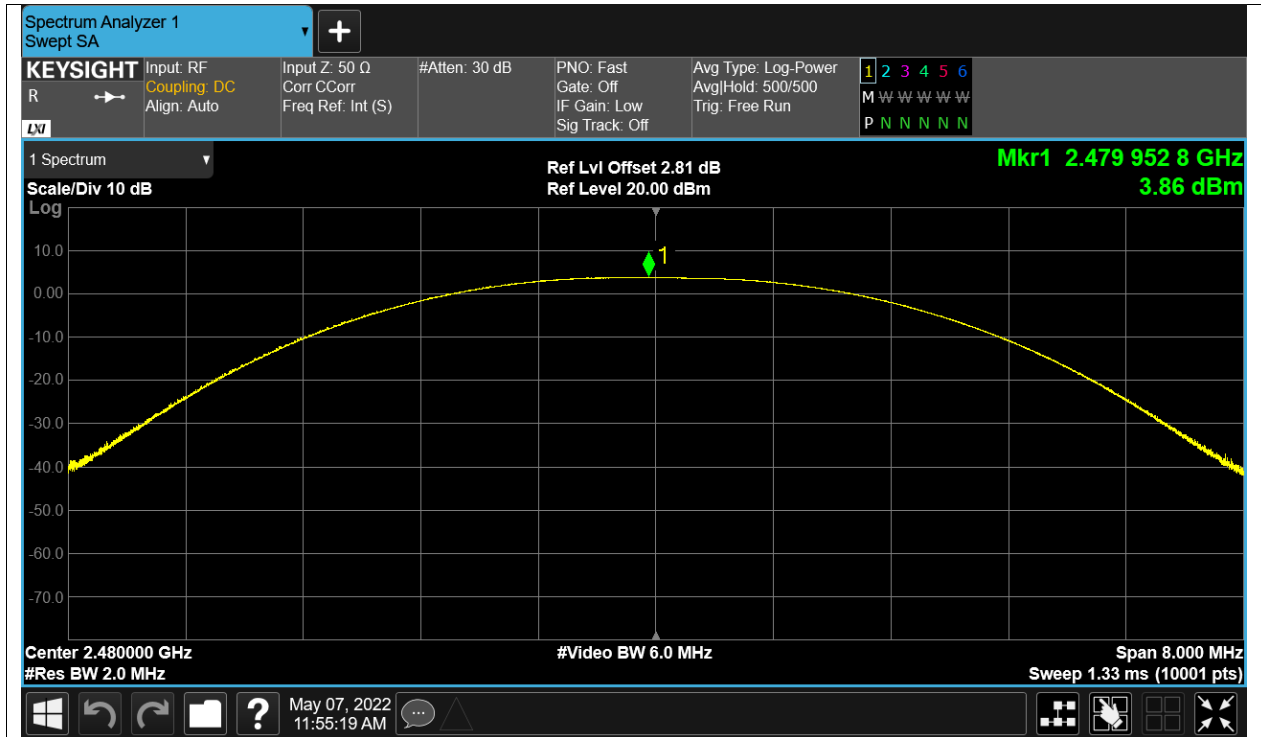 Spectrum Analyzer 1
Swept SA
KEYSIGHT
R
LXI
Input: RF
Coupling: DC
Align: Auto
Input Z: 50 Ω
Corr CCorr
Freq Ref: Int (S)
#Atten: 30 dB
PNO: Fast
Gate: Off
IF Gain: Low
Sig Track: Off
Avg Type: Log-Power
Avg|Hold: 500/500
Trig: Free Run
1 2 3 4 5 6
M W W W W W W
P N N N N N N
1 Spectrum
Scale/Div 10 dB
Log
Ref Lvl Offset 2.81 dB
Ref Level 20.00 dBm
Mkr1 2.479 952 8 GHz
3.86 dBm
1
10.0
0.00
-10.0
-20.0
-30.0
-40.0
-50.0
-60.0
-70.0
Center 2.480000 GHz
#Res BW 2.0 MHz
#Video BW 6.0 MHz
Span 8.000 MHz
Sweep 1.33 ms (10001 pts)
?
May 07, 2022
11:55:19 AM